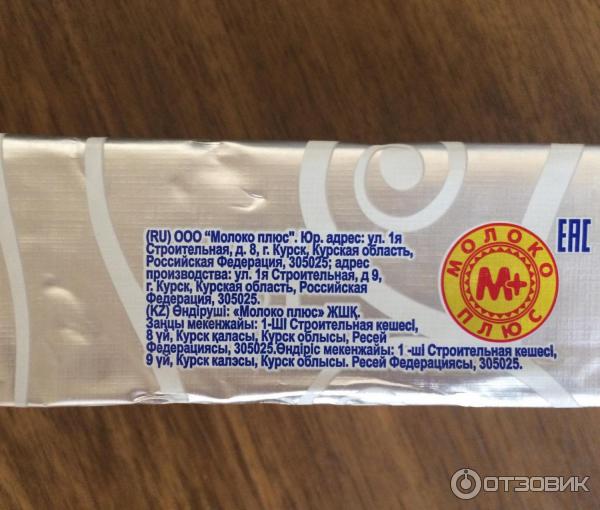 (RU) ООО "Молоко плюс". Юр. адрес: ул. 1я
Строительная, д. 8, г. Курск, Курская область,
Российская Федерация, 305025; адрес
производства: ул. 1я Строительная, д 9,
г. Курск, Курская область, Российская
Федерация, 305025.
(KZ) Өндіруші: «Молоко плюс» ЖШҚ.
Заңцы мекенжайы: 1-ШІ Строительная кешесі,
8 үй, Курск қаласы, Курск облысы, Ресей
Федерациясы, 305025.Өндіріс мекенжайы: 1 -ші Строительная кешесі,
9 үй, Курск калэсы, Курск облысы. Ресей Федерациясы, 305025.
МОЛОКО
М+
ПЛЮС
EAC
ОТЗОВИК